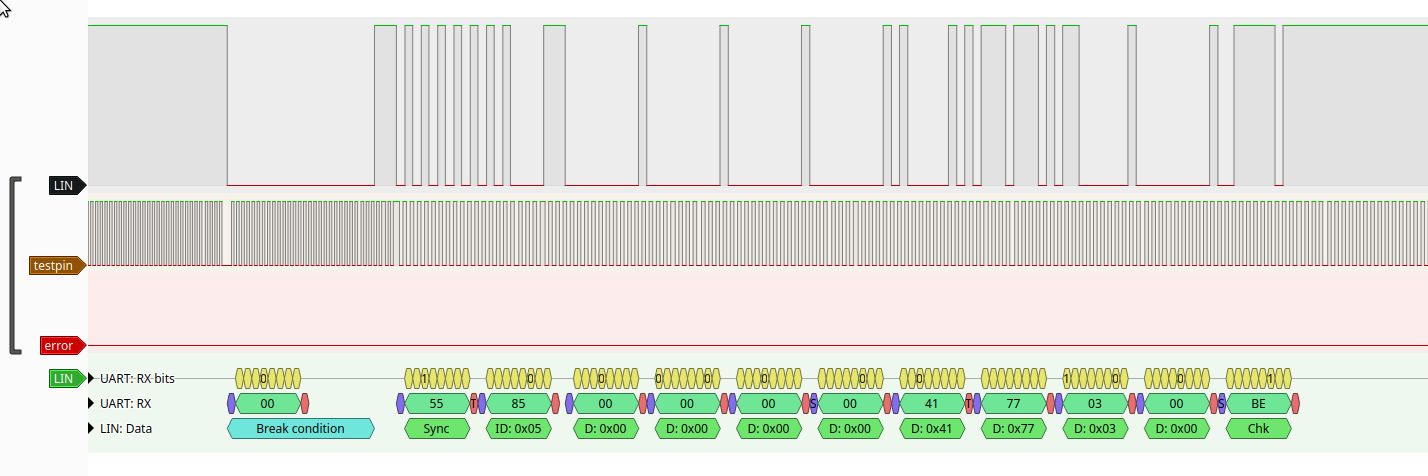 LIN
testpin
error
LIN UART: RX bits 0 1 0 0 0 0 0 0 0 1 0 0 1
UART: RX 00 55 T 85 00 00 00 S 00 41 T 77 03 00 S BE
LIN: Data Break condition Sync ID: 0x05 D: 0x00 D: 0x00 D: 0x00 D: 0x00 D: 0x41 D: 0x77 D: 0x03 D: 0x00 Chk